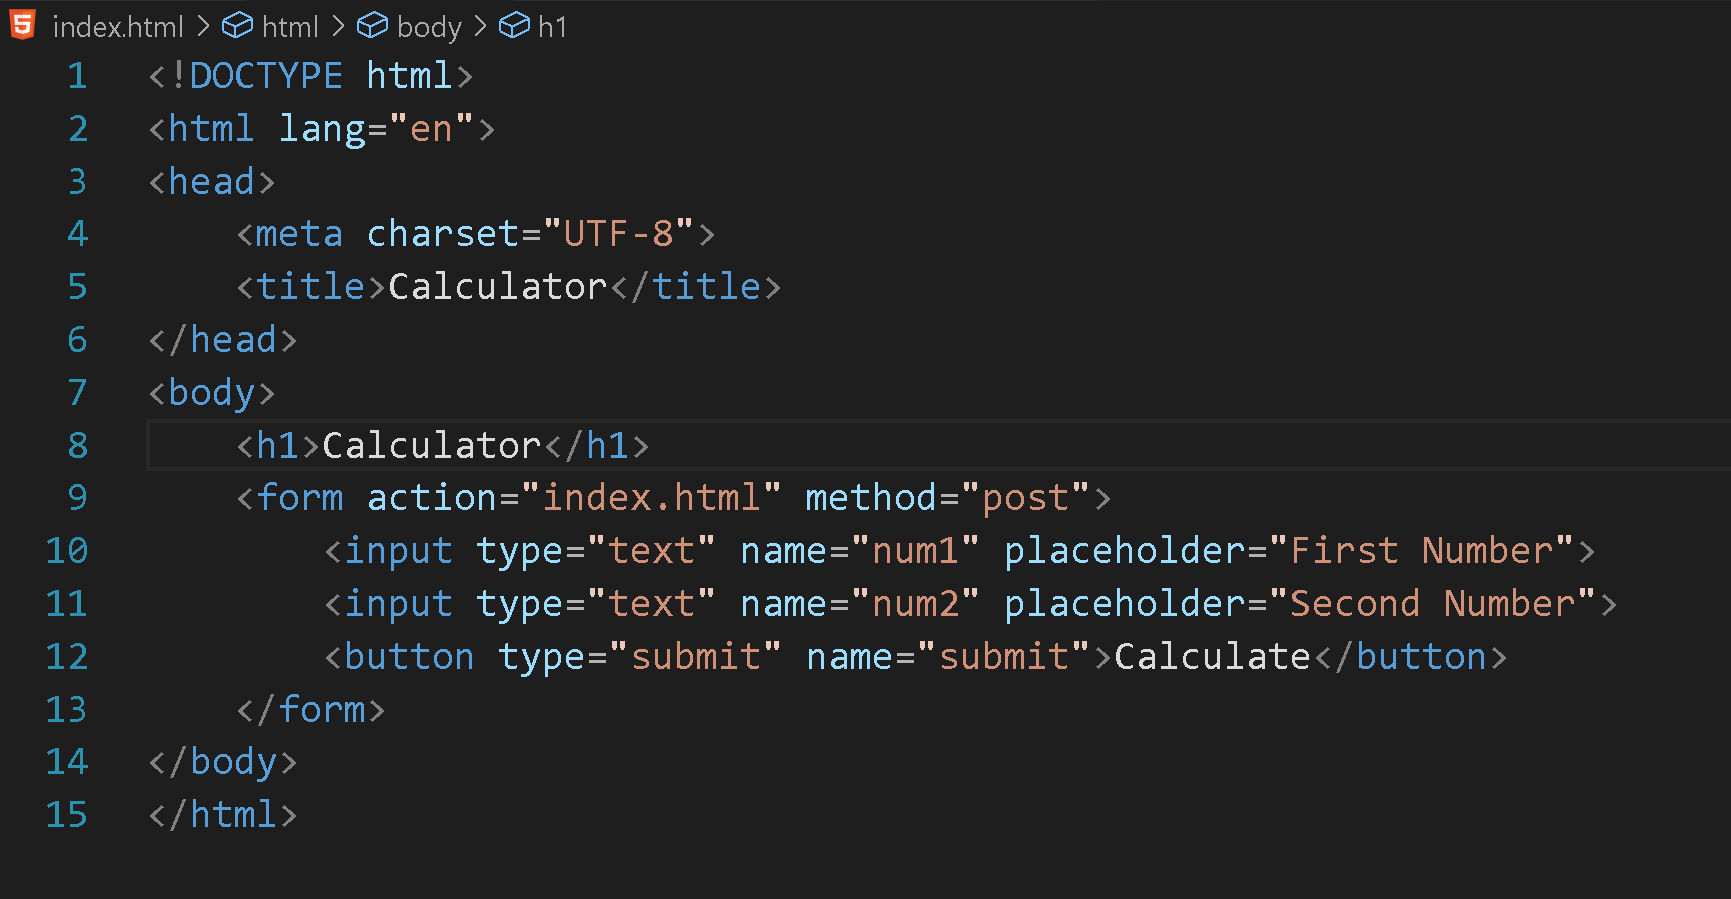 index.html > html > body > h1
1 <!DOCTYPE html>
2 <html lang="en">
3 <head>
4     <meta charset="UTF-8">
5     <title>Calculator</title>
6 </head>
7 <body>
8     <h1>Calculator</h1>
9     <form action="index.html" method="post">
10         <input type="text" name="num1" placeholder="First Number">
11         <input type="text" name="num2" placeholder="Second Number">
12         <button type="submit" name="submit">Calculate</button>
13     </form>
14 </body>
15 </html>